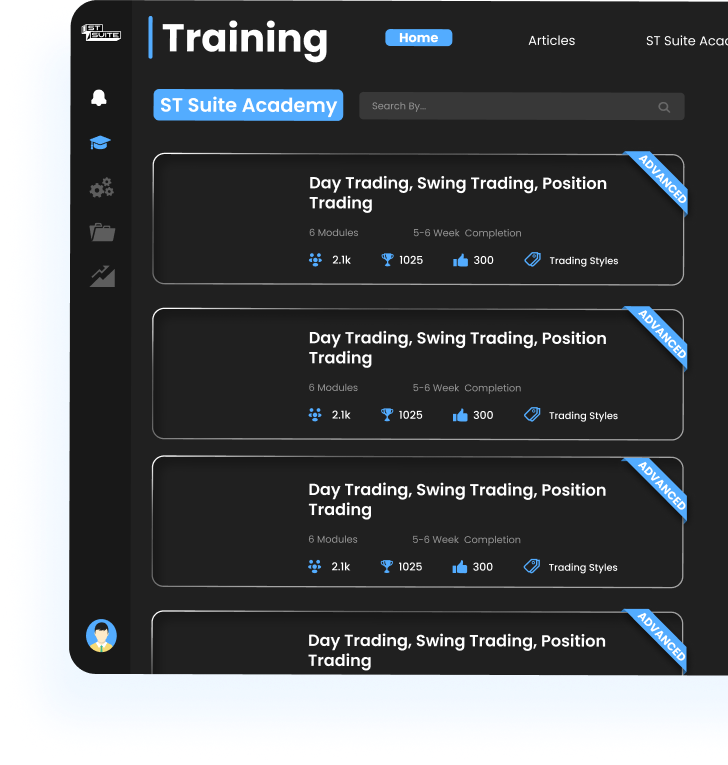 ST
SUITE
Training
Home
Articles
ST Suite Aca
ST Suite Academy
Search By...
ADVANCED
Day Trading, Swing Trading, Position
Trading
6 Modules 5-6 Week Completion
2.1k 1025 300 Trading Styles
ADVANCED
Day Trading, Swing Trading, Position
Trading
6 Modules 5-6 Week Completion
2.1k 1025 300 Trading Styles
ADVANCED
Day Trading, Swing Trading, Position
Trading
6 Modules 5-6 Week Completion
2.1k 1025 300 Trading Styles
ADVANCED
Day Trading, Swing Trading, Position
Trading